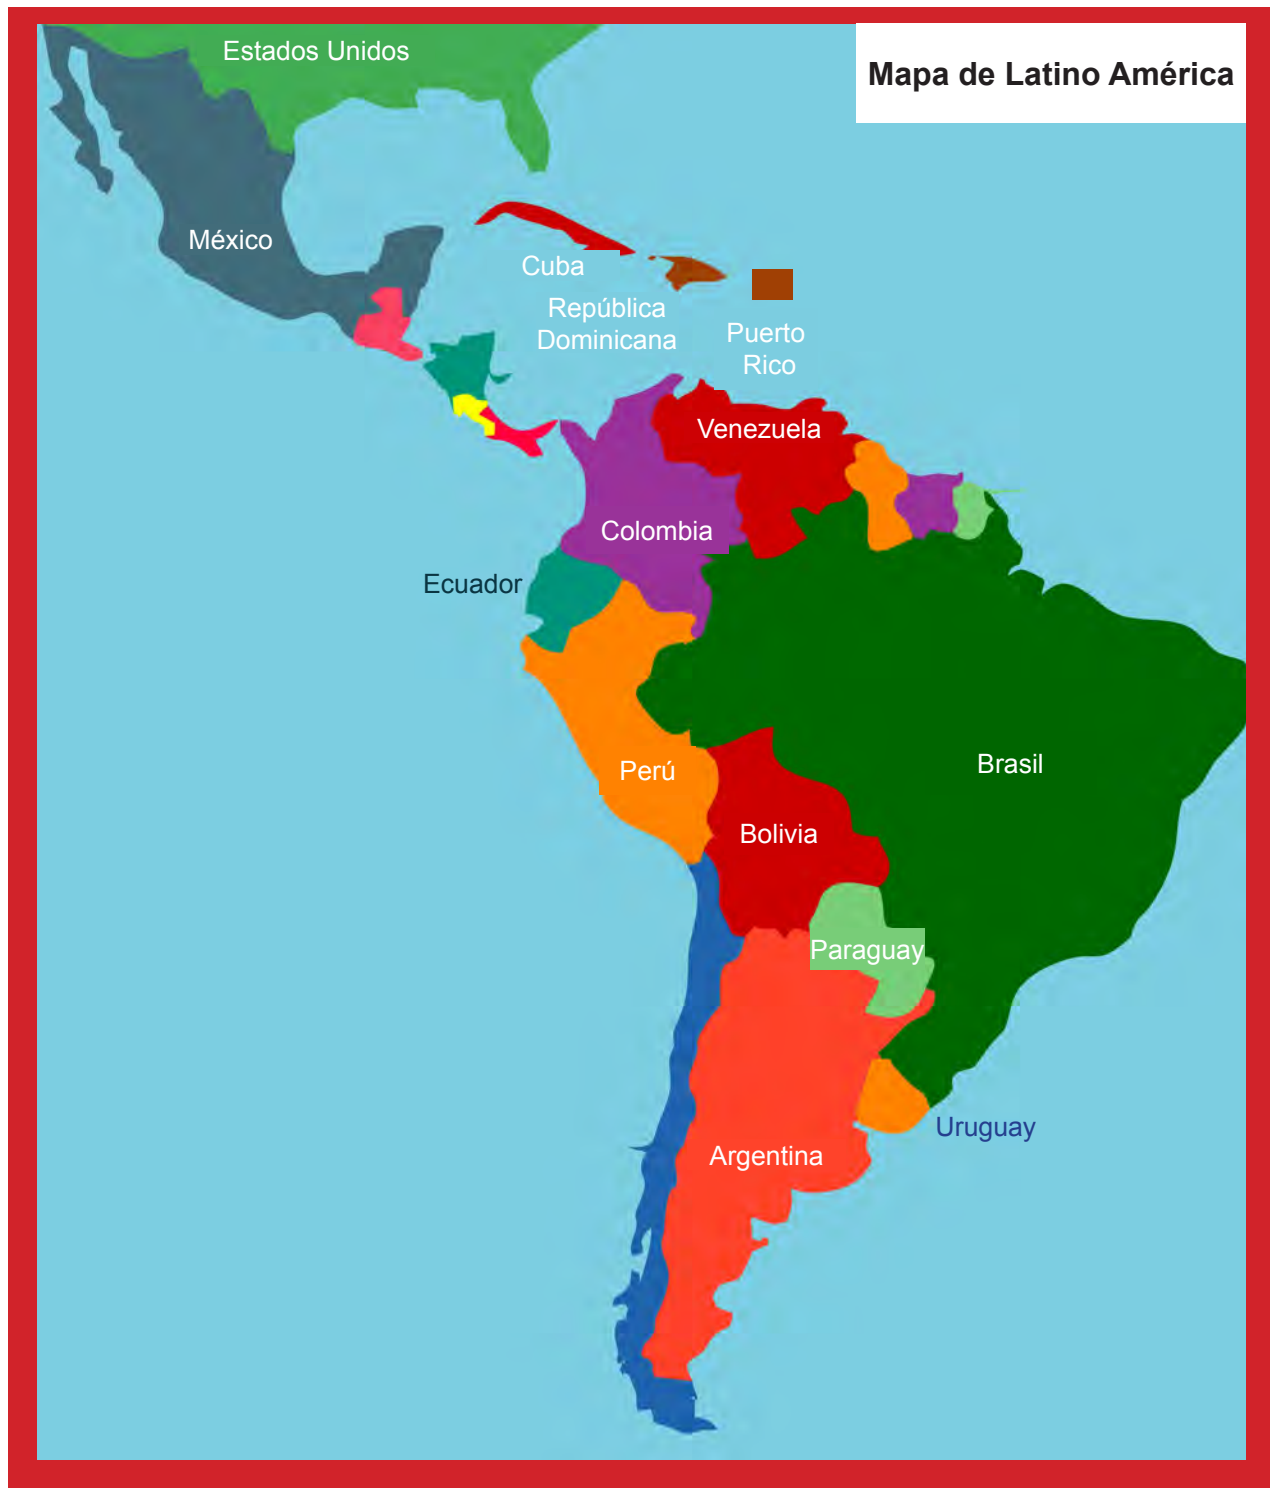 Estados Unidos
Mapa de Latino América
México
Cuba
República
Dominicana
Puerto
Rico
Venezuela
Colombia
Ecuador
Perú
Brasil
Bolivia
Paraguay
Uruguay
Argentina